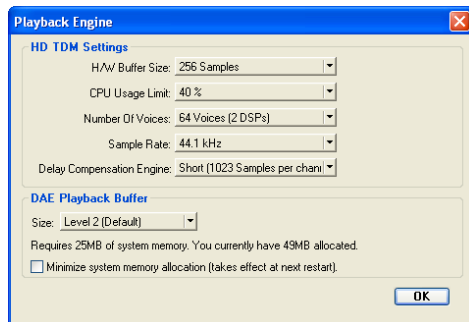 Playback Engine
HD TDM Settings
H/W Buffer Size: 256 Samples
CPU Usage Limit: 40 %
Number Of Voices: 64 Voices (2 DSPs)
Sample Rate: 44.1 kHz
Delay Compensation Engine: Short (1023 Samples per chann
DAE Playback Buffer
Size: Level 2 (Default)
Requires 25MB of system memory. You currently have 49MB allocated.
Minimize system memory allocation (takes effect at next restart).
OK